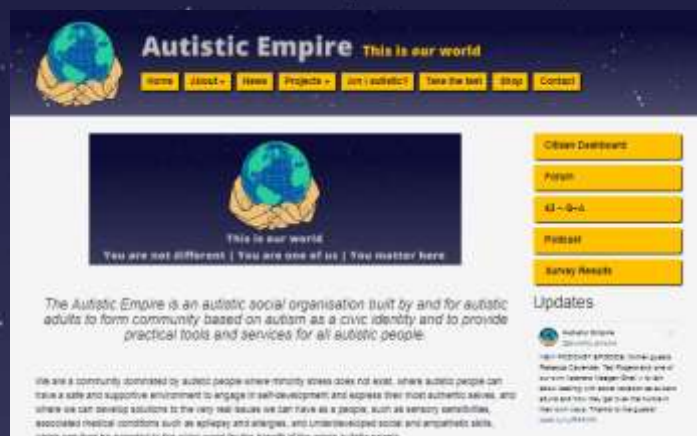 Autistic Empire This is our world
Home About News Projects Am I autistic? Take the test Shop Contact
This is our world
You are not different | You are one of us | You matter here
The Autistic Empire is an autistic social organisation built by and for autistic
adults to form community based on autism as a civic identity and to provide
practical tools and services for all autistic people.
We are a community dominated by autistic people where minority stress does not exist, where autistic people can
have a safe and supportive environment to engage in self-development and express their most authentic selves, and
where we can develop solutions to the very real issues we can have as a people, such as sensory sensitivities,
associated medical conditions such as epilepsy and allergies, and underdeveloped social and empathetic skills,
Citizen Dashboard
Forum
Podcast
Survey Results
Updates
Autistic Empire